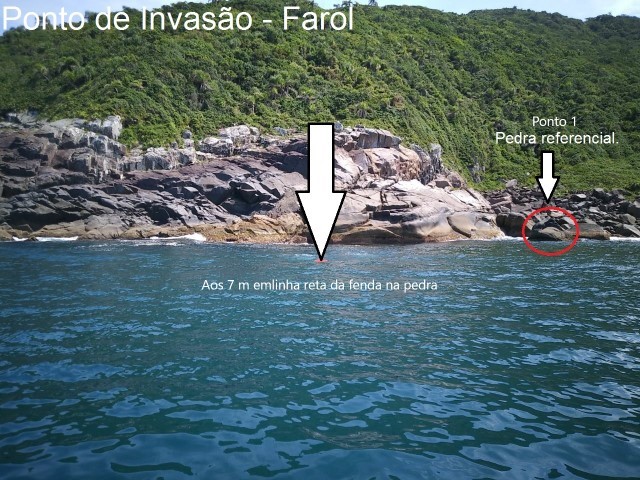 Ponto de Invasão - Farol
Ponto 1
Pedra referencial.
Aos 7 m emlinha reta da fenda na pedra